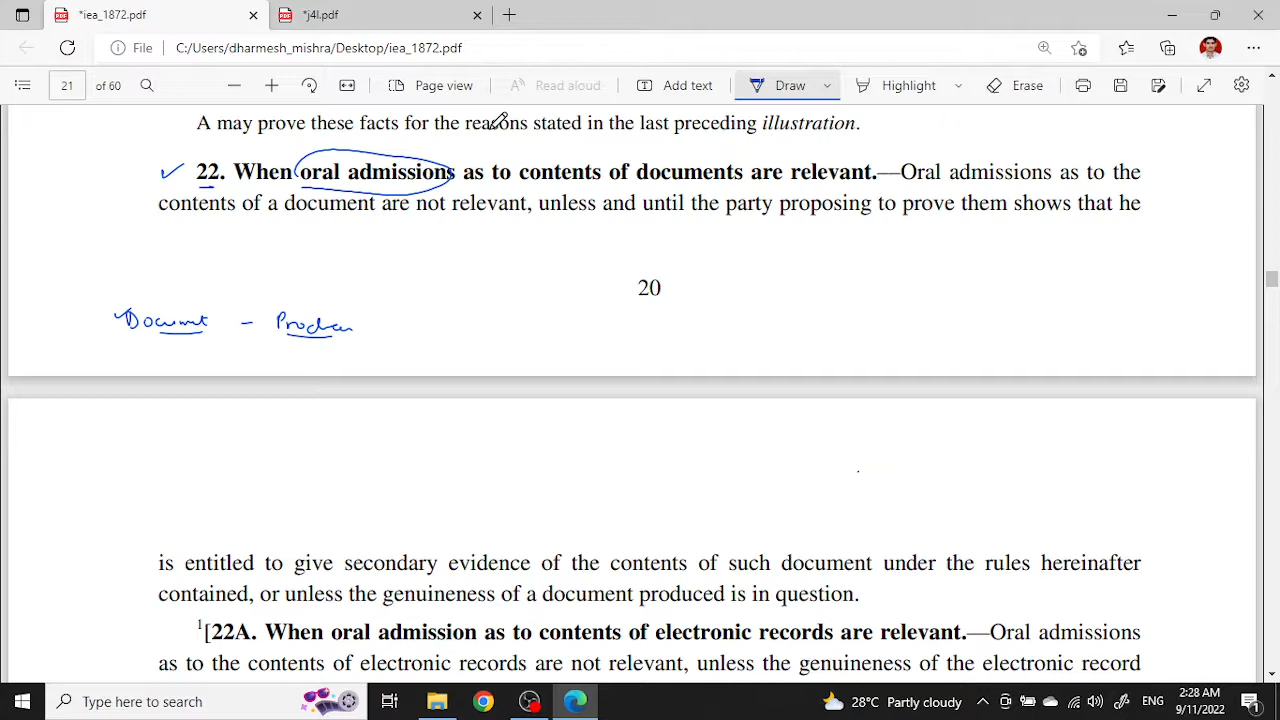 *iea_1872.pdf
*j4l.pdf
File C:/Users/dharmesh_mishra/Desktop/iea_1872.pdf
21 of 60 Page view Read aloud Add text Draw Highlight Erase
A may prove these facts for the reasons stated in the last preceding illustration.
22. When oral admissions as to contents of documents are relevant.—Oral admissions as to the
contents of a document are not relevant, unless and until the party proposing to prove them shows that he
20
Document -
is entitled to give secondary evidence of the contents of such document under the rules hereinafter
contained, or unless the genuineness of a document produced is in question.
1[22A. When oral admission as to contents of electronic records are relevant.—Oral admissions
as to the contents of electronic records are not relevant, unless the genuineness of the electronic record
Type here to search
28°C Partly cloudy
ENG
2:28 AM
9/11/2022
1